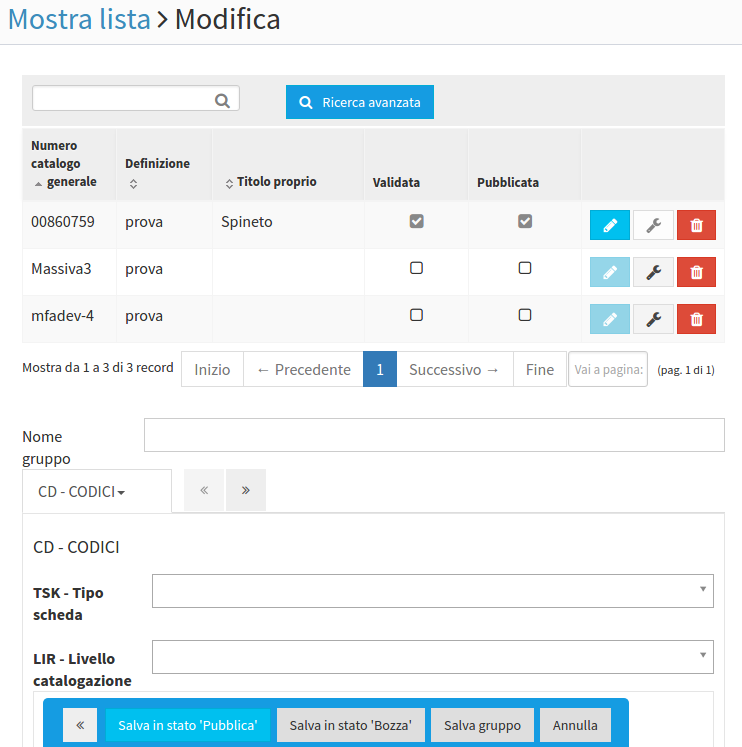 Mostra lista > Modifica
Ricerca avanzata
Numero catalogo generale Definizione Titolo proprio Validata Pubblicata
00860759 prova Spineto
Massiva3 prova
mfadev-4 prova
Mostra da 1 a 3 di 3 record Inizio ← Precedente 1 Successivo → Fine Vai a pagina: (pag. 1 di 1)
Nome gruppo
CD - CODICI « »
CD - CODICI
TSK - Tipo scheda
LIR - Livello catalogazione
« Salva in stato 'Pubblica' Salva in stato 'Bozza' Salva gruppo Annulla